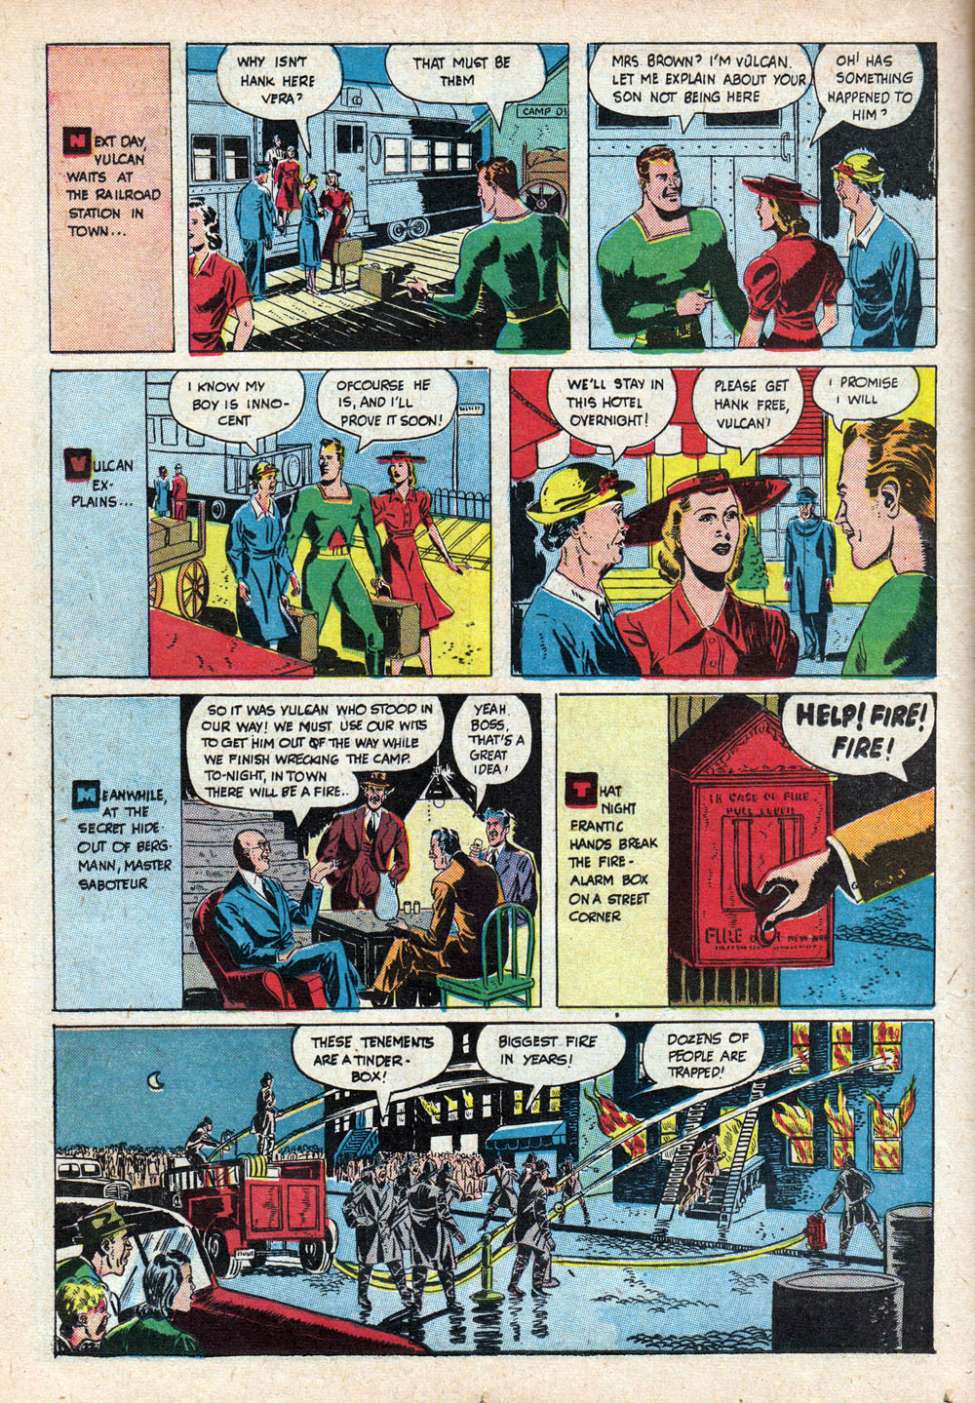 NEXT DAY,
VULCAN
WAITS AT
THE RAILROAD
STATION IN
TOWN...
WHY ISN'T
HANK HERE
VERA?
THAT MUST BE
THEM
MRS. BROWN? I'M VULCAN.
LET ME EXPLAIN ABOUT YOUR
SON NOT BEING HERE
OH! HAS
SOMETHING
HAPPENED TO
HIM?
VULCAN
EX-
PLAINS...
I KNOW MY
BOY IS INNO-
CENT
OFCOURSE HE
IS, AND I'LL
PROVE IT SOON!
WE'LL STAY IN
THIS HOTEL
OVERNIGHT!
PLEASE GET
HANK FREE,
VULCAN?
I PROMISE
I WILL
MEANWHILE,
AT THE
SECRET HIDE-
OUT OF BERG-
MANN, MASTER
SABOTEUR
SO IT WAS VULCAN WHO STOOD IN
OUR WAY! WE MUST USE OUR WITS
TO GET HIM OUT OF THE WAY WHILE
WE FINISH WRECKING THE CAMP.
TO-NIGHT, IN TOWN
THERE WILL BE A FIRE..
YEAH,
BOSS,
THAT'S A
GREAT
IDEA!
THAT
NIGHT
FRANTIC
HANDS BREAK
THE FIRE-
ALARM BOX
ON A STREET
CORNER
HELP! FIRE!
FIRE!
IN CASE OF FIRE
PULL LEVER
FIRE
THESE TENEMENTS
ARE A TINDER-
BOX!
BIGGEST FIRE
IN YEARS!
DOZENS OF
PEOPLE ARE
TRAPPED!